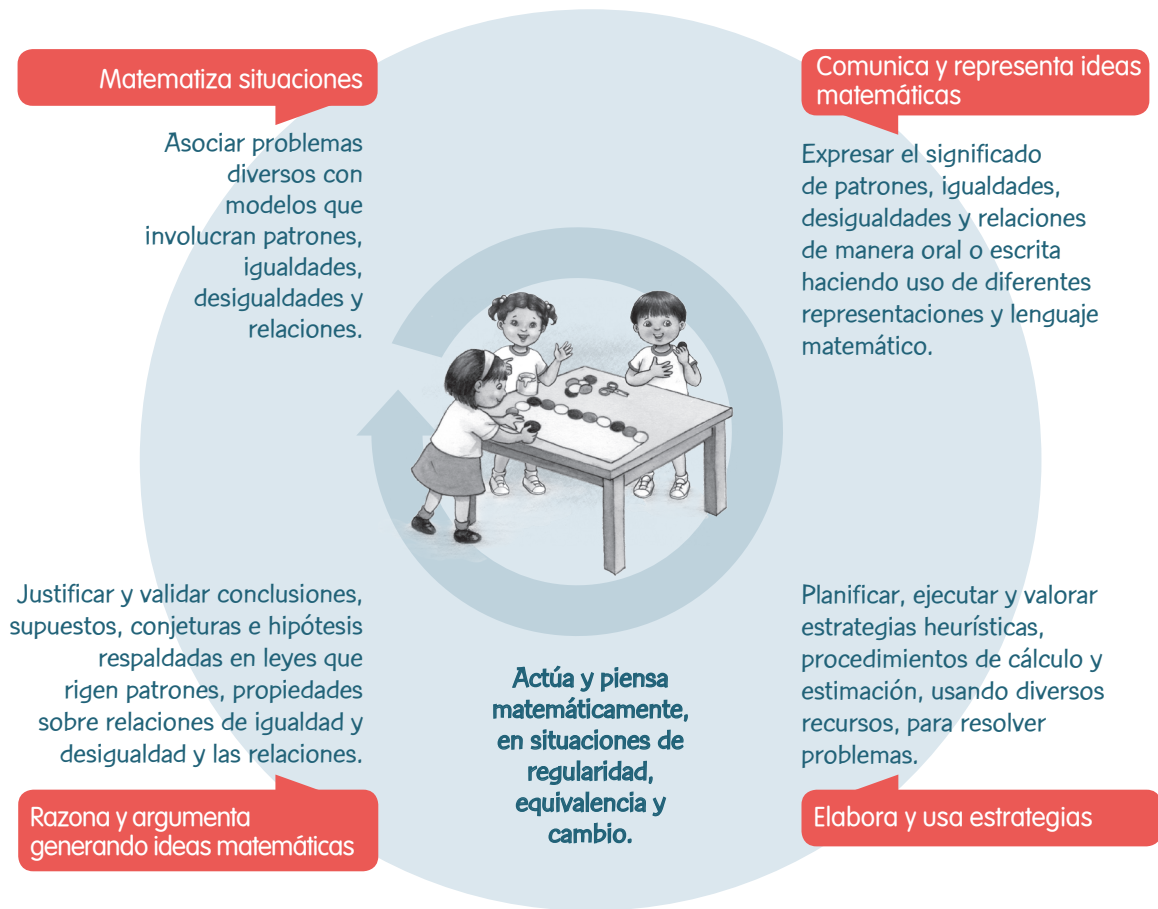 Matematiza situaciones
Asociar problemas
diversos con
modelos que
involucran patrones,
igualdades,
desigualdades y
relaciones.
Comunica y representa ideas
matemáticas
Expresar el significado
de patrones, igualdades,
desigualdades y relaciones
de manera oral o escrita
haciendo uso de diferentes
representaciones y lenguaje
matemático.
Justificar y validar conclusiones,
supuestos, conjeturas e hipótesis
respaldadas en leyes que
rigen patrones, propiedades
sobre relaciones de igualdad y
desigualdad y las relaciones.
Razona y argumenta
generando ideas matemáticas
Actúa y piensa
matemáticamente,
en situaciones de
regularidad,
equivalencia y
cambio.
Planificar, ejecutar y valorar
estrategias heurísticas,
procedimientos de cálculo y
estimación, usando diversos
recursos, para resolver
problemas.
Elabora y usa estrategias